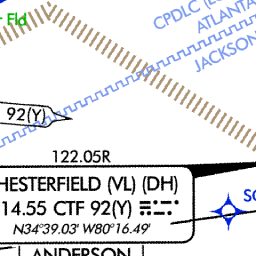 Fld
CPDLC
ATLANTA
JACKSON
92(Y)
122.05R
HESTERFIELD (VL) (DH)
14.55 CTF 92(Y)
N34°39.03' W80°16.49'
ANDERSON